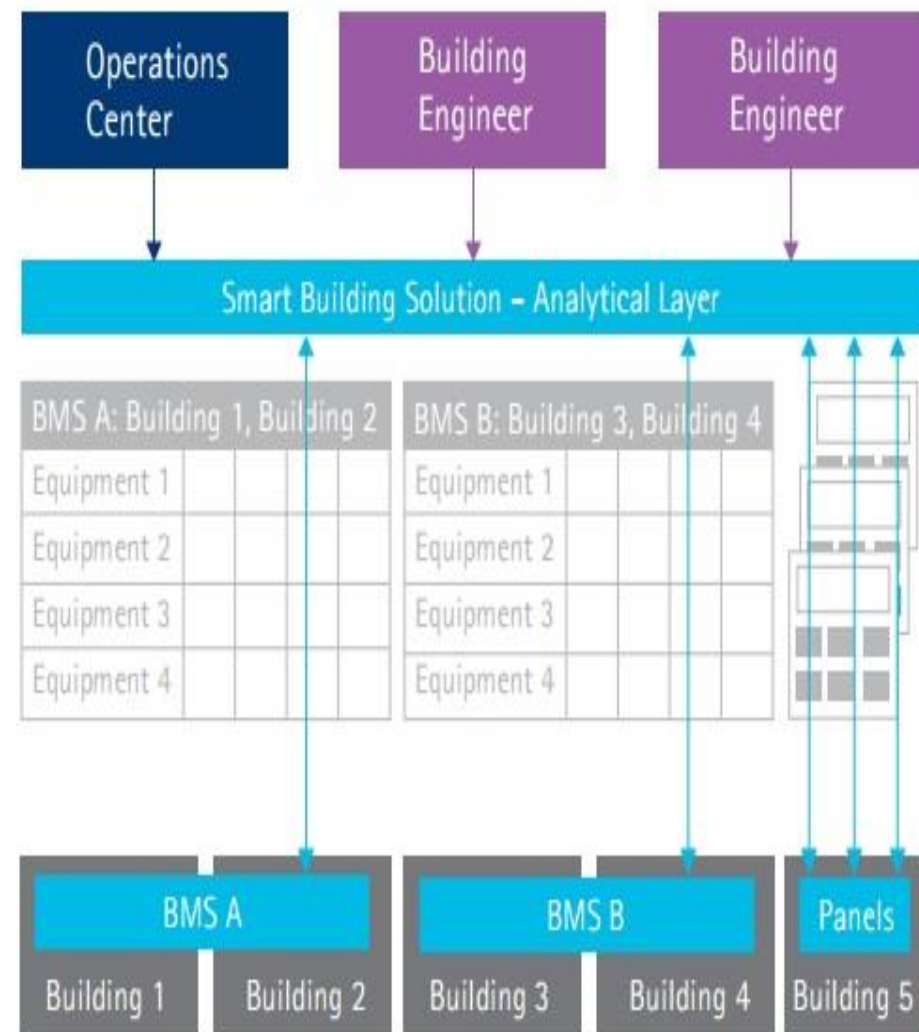 Operations
Center
Building
Engineer
Building
Engineer
Smart Building Solution – Analytical Layer
BMS A: Building 1, Building 2
Equipment 1
Equipment 2
Equipment 3
Equipment 4
BMS B: Building 3, Building 4
Equipment 1
Equipment 2
Equipment 3
Equipment 4
BMS A
BMS B
Panels
Building 1
Building 2
Building 3
Building 4
Building 5